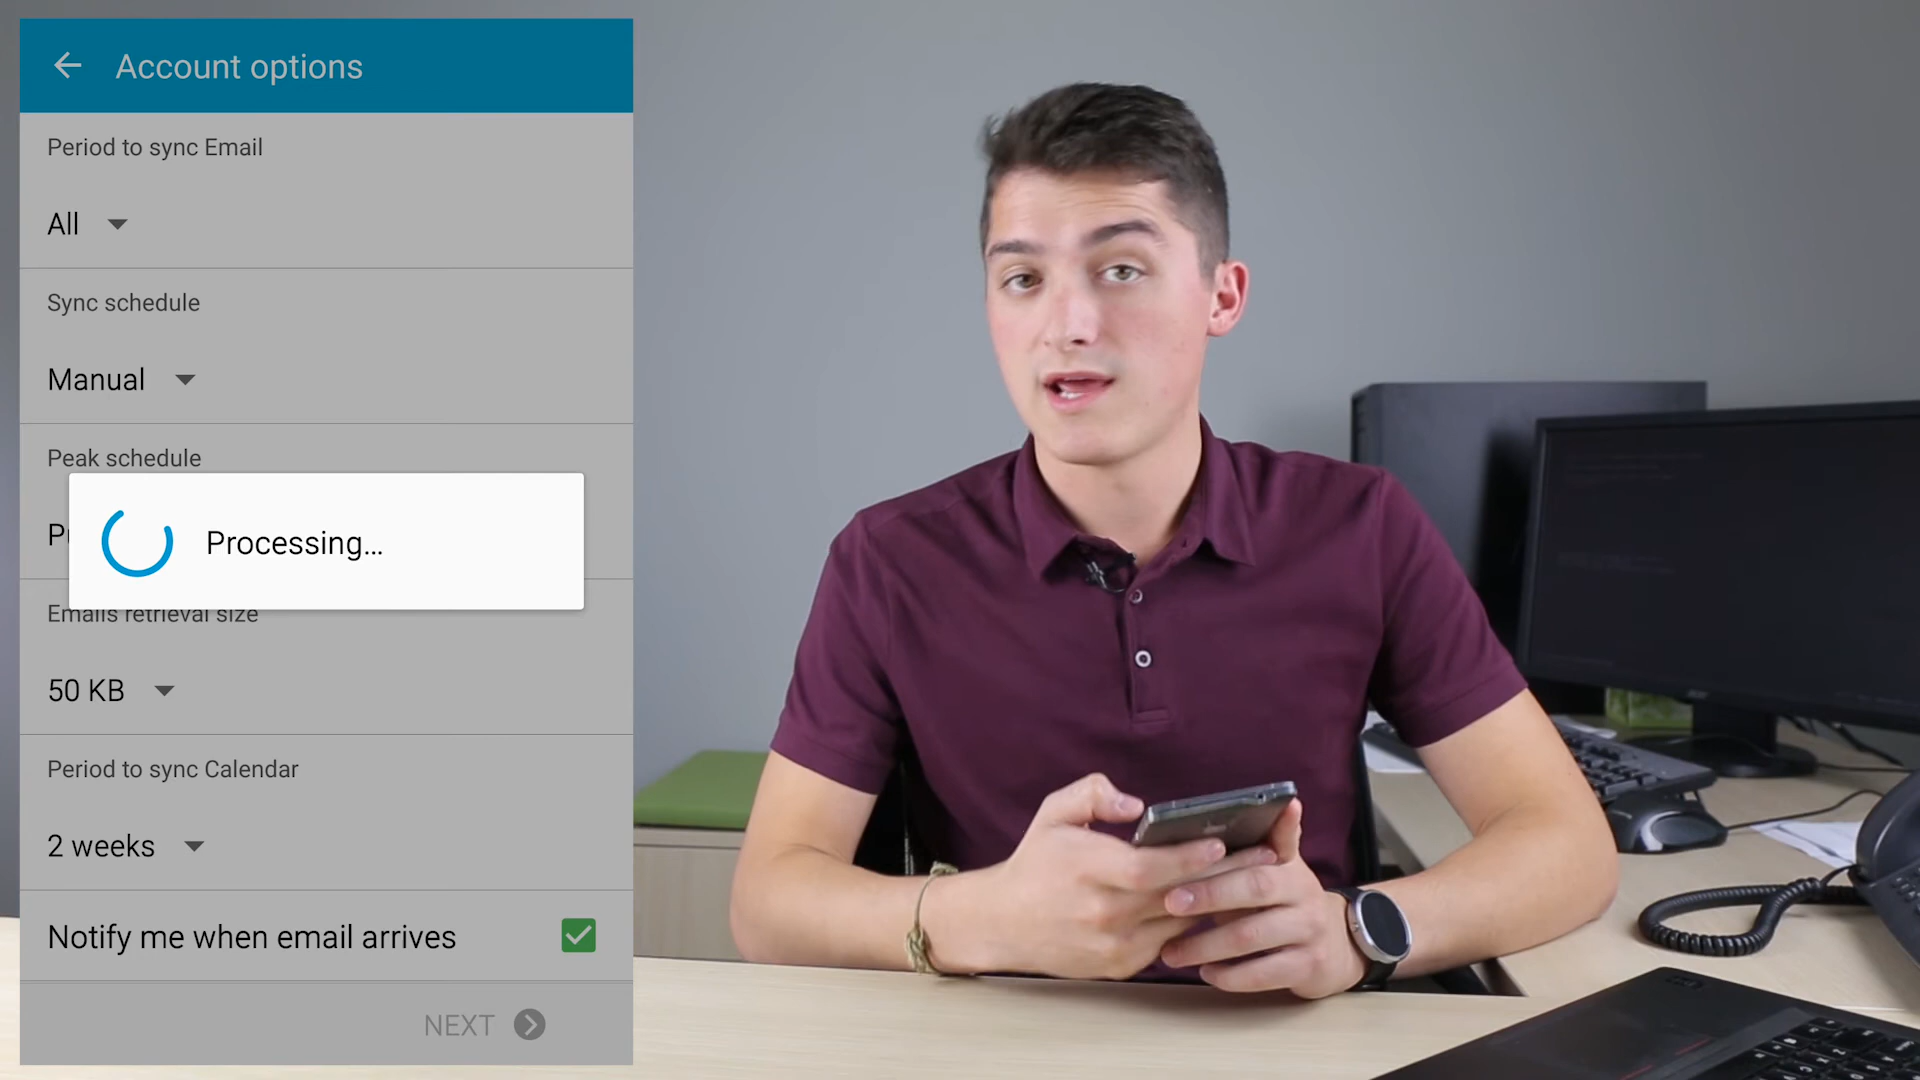 Account options
Period to sync Email
All
Sync schedule
Manual
Peak schedule
Processing...
Emails retrieval size
50 KB
Period to sync Calendar
2 weeks
Notify me when email arrives
NEXT